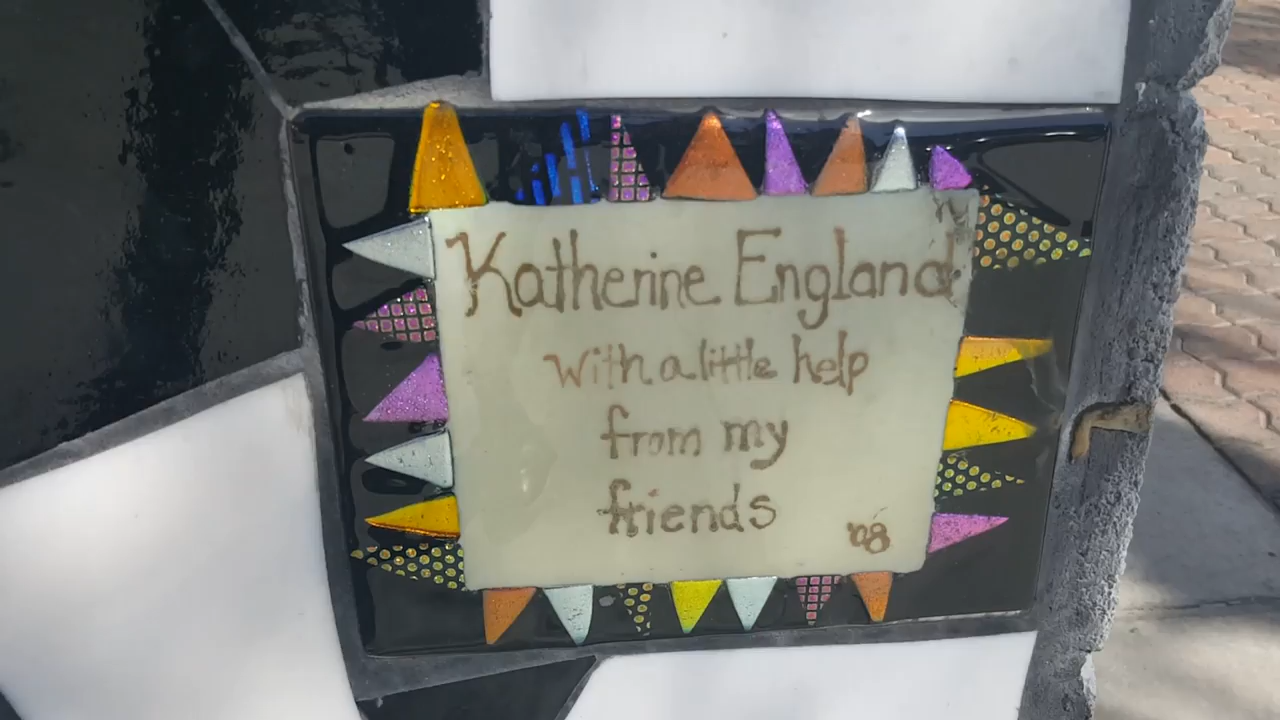 Katherine England
with a little help
from my
friends
'08